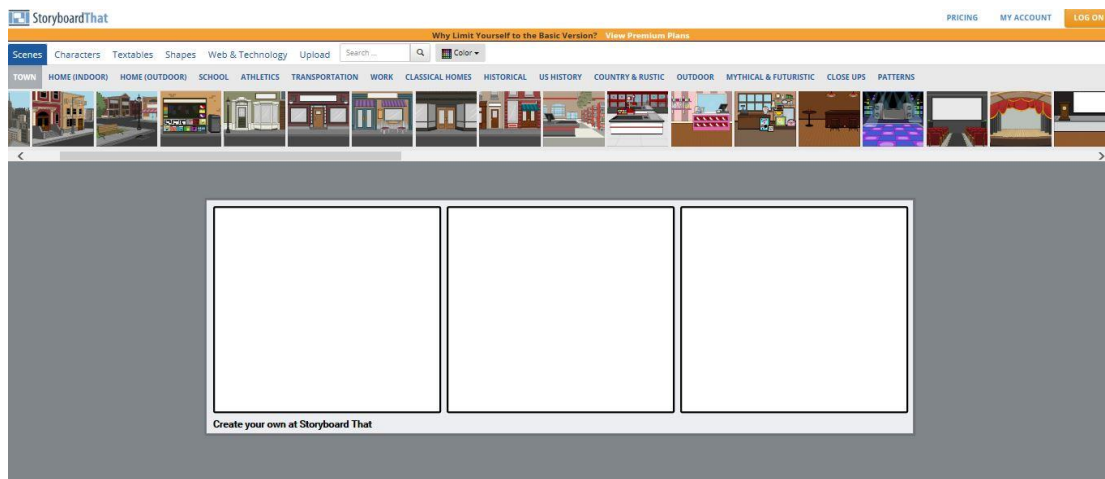 StoryboardThat
PRICING MY ACCOUNT LOG ON
Why Limit Yourself to the Basic Version? View Premium Plans
Scenes Characters Textables Shapes Web & Technology Upload Search ... Color
TOWN HOME (INDOOR) HOME (OUTDOOR) SCHOOL ATHLETICS TRANSPORTATION WORK CLASSICAL HOMES HISTORICAL US HISTORY COUNTRY & RUSTIC OUTDOOR MYTHICAL & FUTURISTIC CLOSE UPS PATTERNS
Create your own at Storyboard That